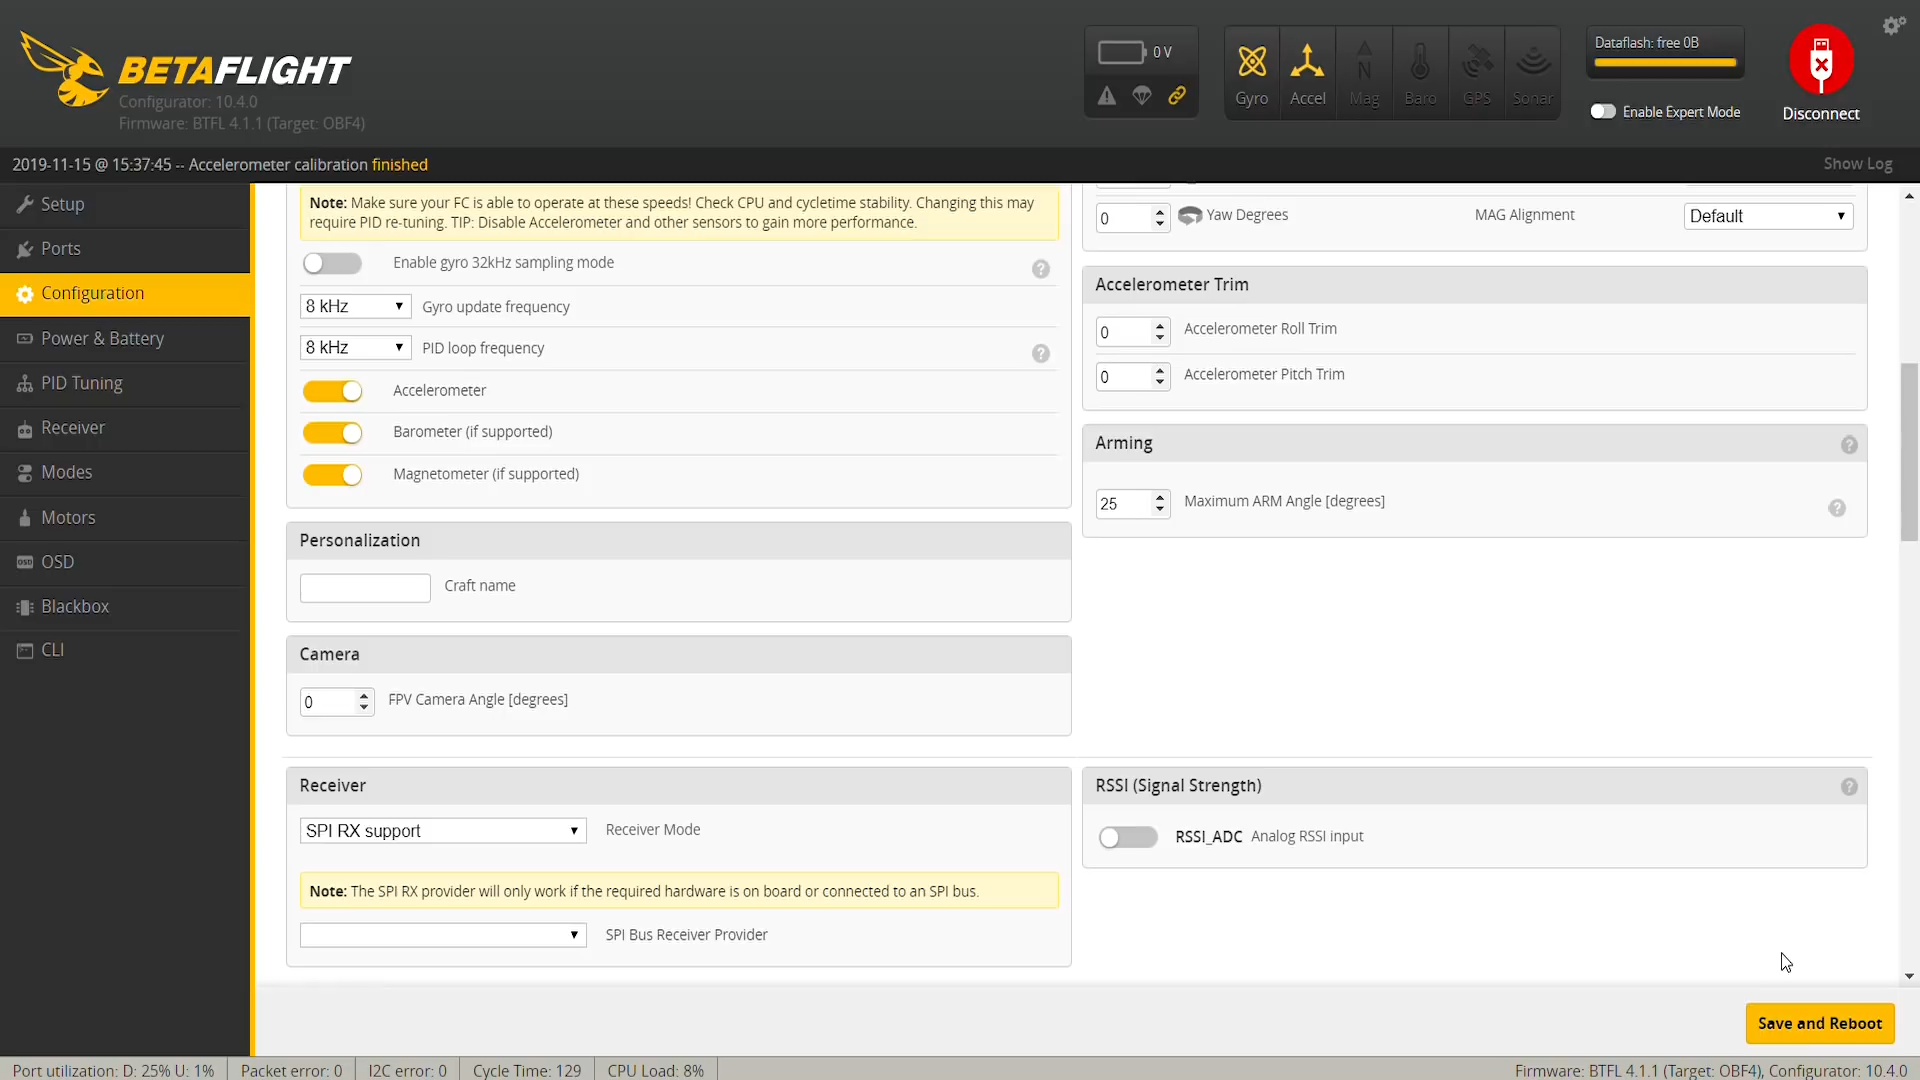 BETAFLIGHT
Configurator: 10.4.0
Firmware: BTFL 4.1.1 (Target: OBF4)
0 V
Gyro
Accel
Mag
Baro
GPS
Sonar
Dataflash: free 0B
Enable Expert Mode
Disconnect
2019-11-15 @ 15:37:45 -- Accelerometer calibration finished
Show Log
Setup
Ports
Configuration
Power & Battery
PID Tuning
Receiver
Modes
Motors
OSD
Blackbox
CLI
Note: Make sure your FC is able to operate at these speeds! Check CPU and cycletime stability. Changing this may
require PID re-tuning. TIP: Disable Accelerometer and other sensors to gain more performance.
Enable gyro 32kHz sampling mode
8 kHz Gyro update frequency
8 kHz PID loop frequency
Accelerometer
Barometer (if supported)
Magnetometer (if supported)
Personalization
Craft name
Camera
0 FPV Camera Angle [degrees]
0 Yaw Degrees
MAG Alignment Default
Accelerometer Trim
0 Accelerometer Roll Trim
0 Accelerometer Pitch Trim
Arming
25 Maximum ARM Angle [degrees]
Receiver
SPI RX support Receiver Mode
Note: The SPI RX provider will only work if the required hardware is on board or connected to an SPI bus.
SPI Bus Receiver Provider
RSSI (Signal Strength)
RSSI_ADC Analog RSSI input
Save and Reboot
Port utilization: D: 25% U: 1%
Packet error: 0
I2C error: 0
Cycle Time: 129
CPU Load: 8%
Firmware: BTFL 4.1.1 (Target: OBF4), Configurator: 10.4.0